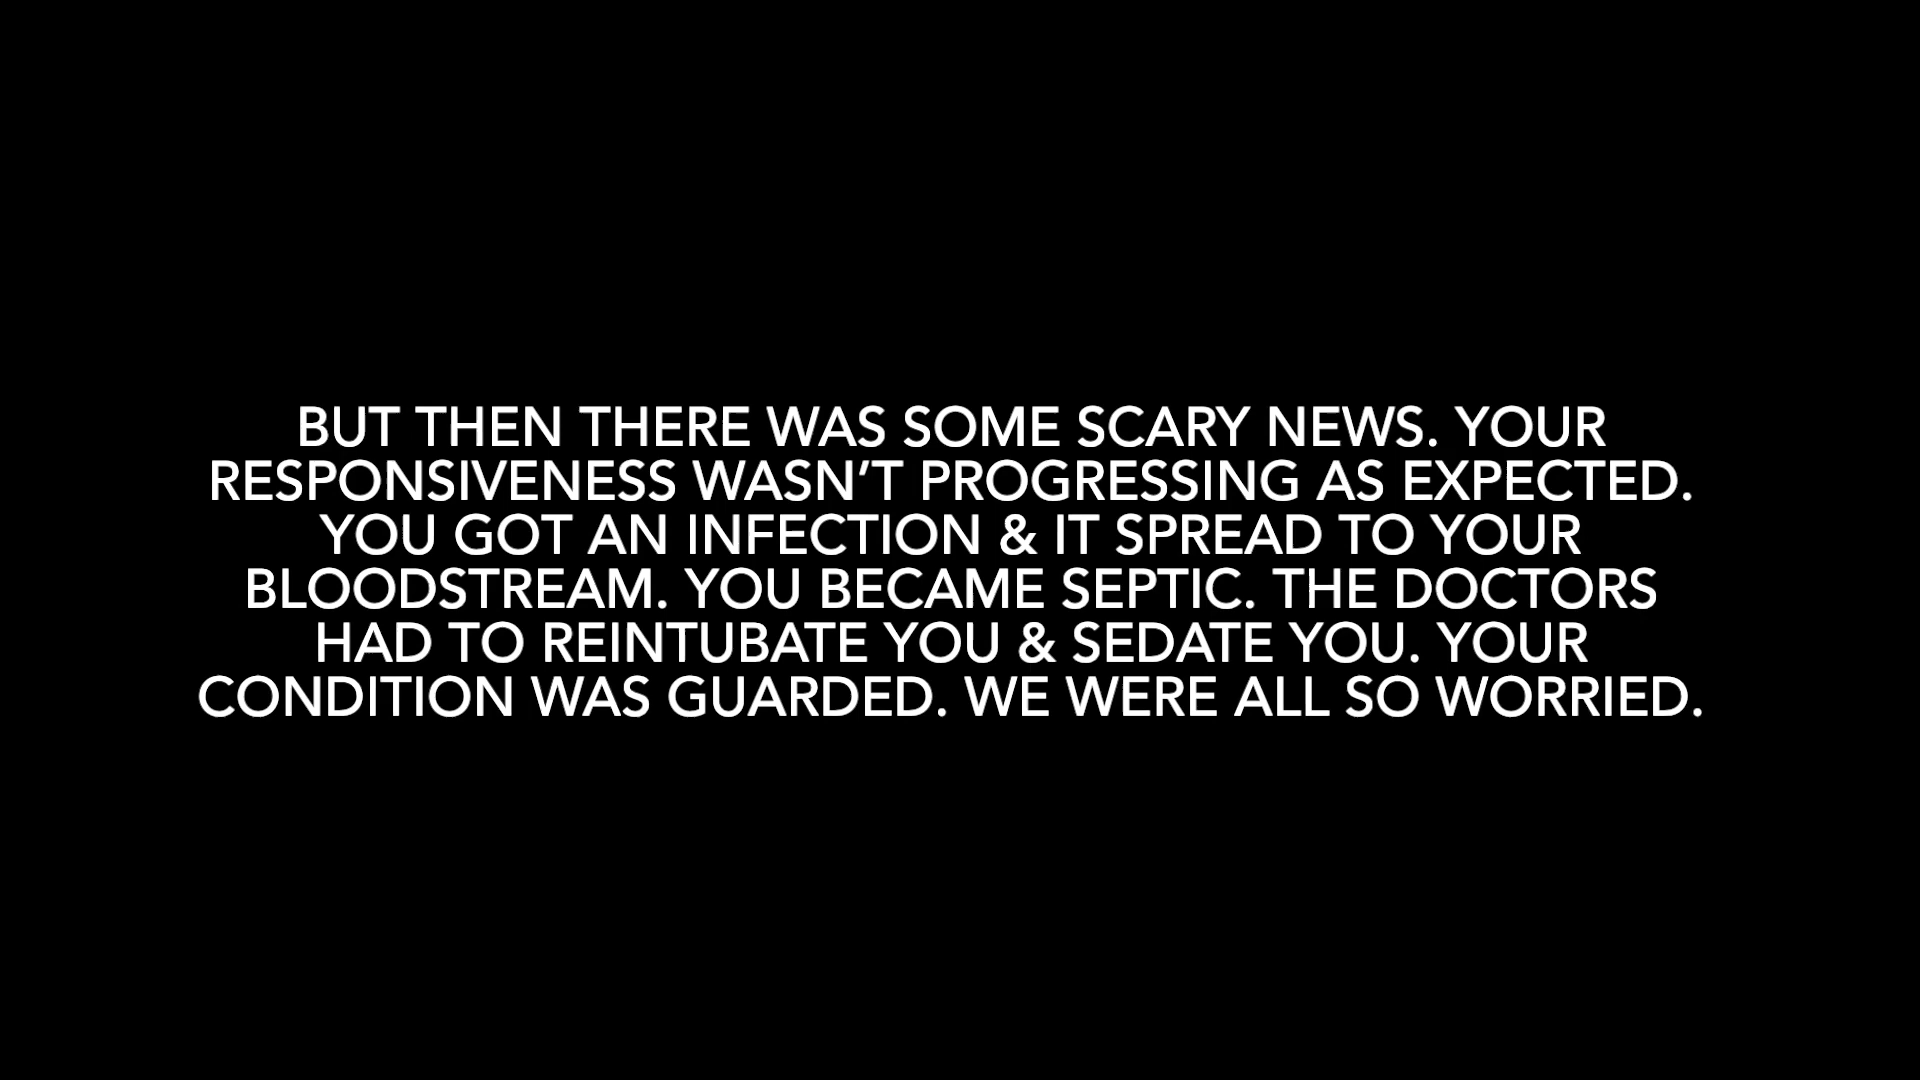 BUT THEN THERE WAS SOME SCARY NEWS. YOUR
RESPONSIVENESS WASN’T PROGRESSING AS EXPECTED.
YOU GOT AN INFECTION & IT SPREAD TO YOUR
BLOODSTREAM. YOU BECAME SEPTIC. THE DOCTORS
HAD TO REINTUBATE YOU & SEDATE YOU. YOUR
CONDITION WAS GUARDED. WE WERE ALL SO WORRIED.